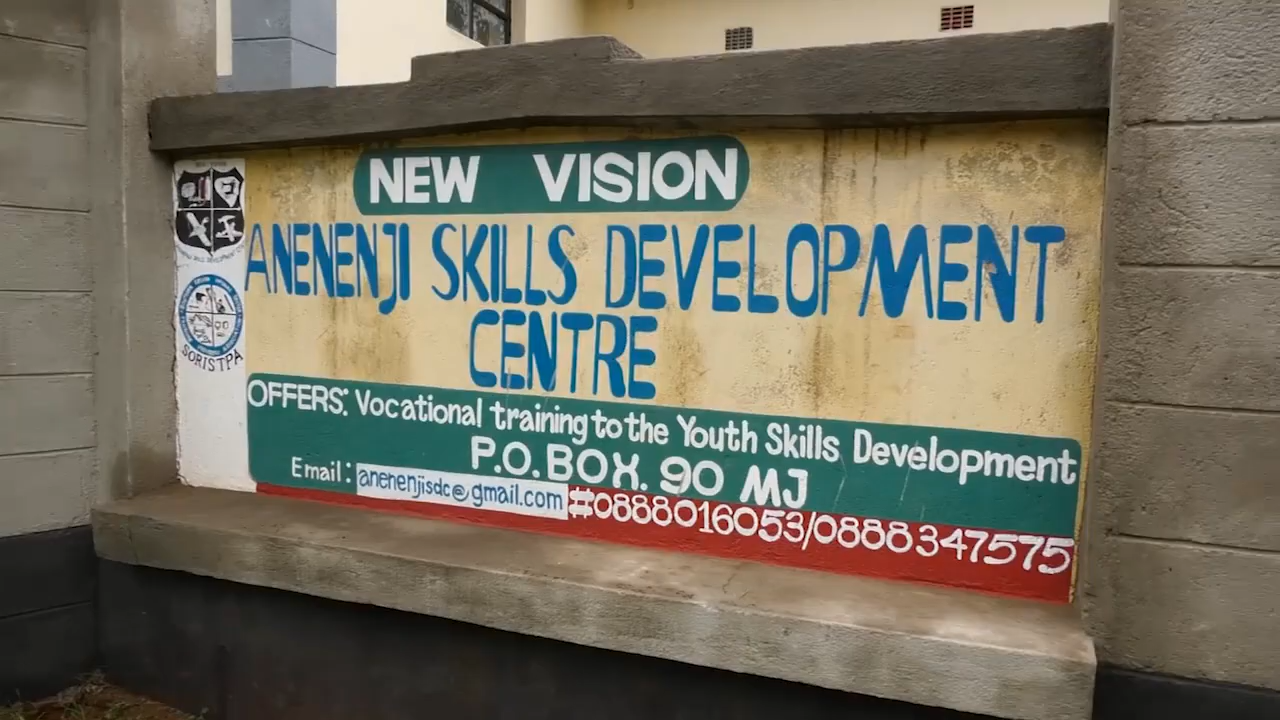 NEW VISION
ANENENJI SKILLS DEVELOPMENT
CENTRE
SORISTPA
OFFERS: Vocational training to the Youth Skills Development
P.O. BOX. 90 MJ
Email: anenenjisdc@gmail.com #0888016053/0888347575